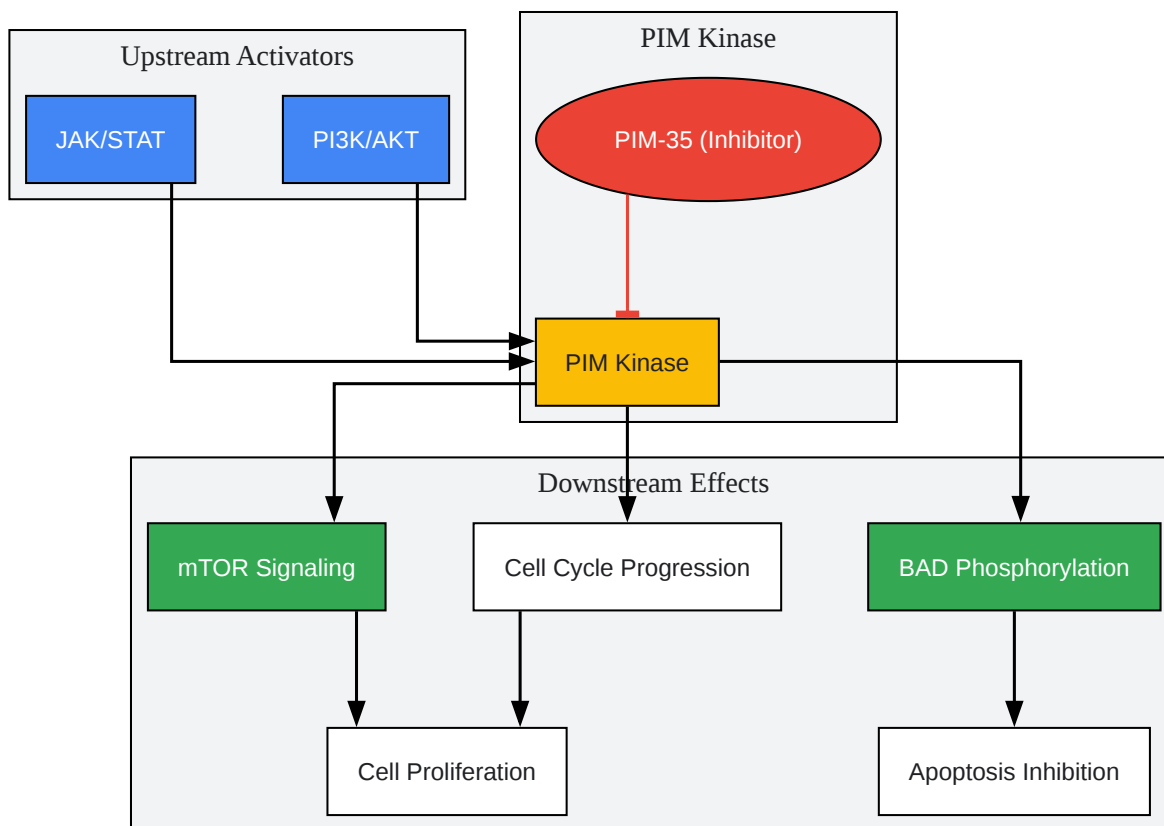 Upstream Activators
PIM Kinase
JAK/STAT
PI3K/AKT
PIM-35 (Inhibitor)
PIM Kinase
Downstream Effects
mTOR Signaling
Cell Cycle Progression
BAD Phosphorylation
Cell Proliferation
Apoptosis Inhibition